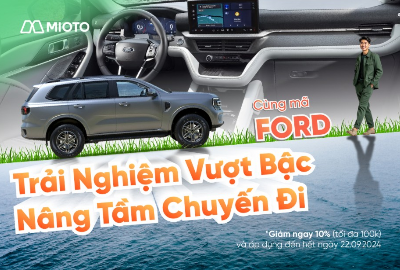 MIOTO
Cùng mã
FORD
Trải Nghiệm Vượt Bậc
Nâng Tầm Chuyến Đi
*Giảm ngay 10% (tối đa 100k)
và áp dụng đến hết ngày 22.09.2024